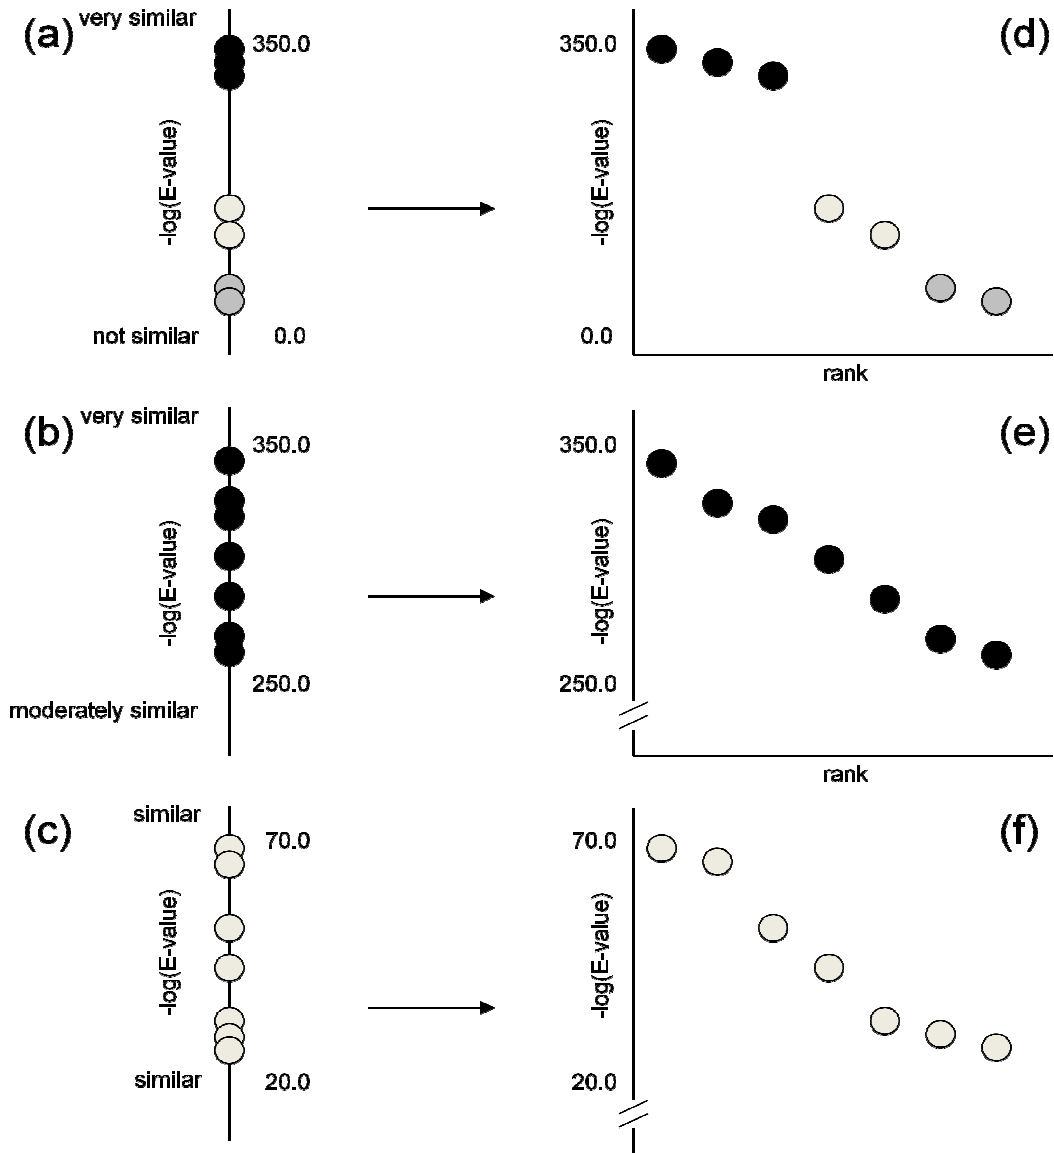 (a)
very similar
350.0
-log(E-value)
not similar
0.0
(d)
350.0
-log(E-value)
0.0
rank
(b)
very similar
350.0
-log(E-value)
250.0
moderately similar
(e)
350.0
-log(E-value)
250.0
rank
(c)
similar
70.0
-log(E-value)
similar
20.0
(f)
70.0
-log(E-value)
20.0